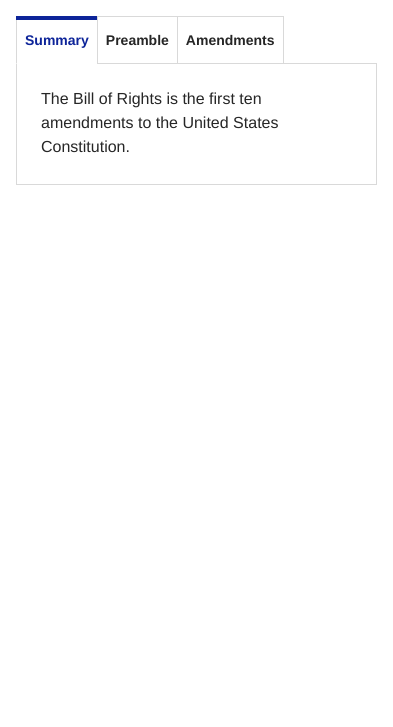 Summary Preamble Amendments
The Bill of Rights is the first ten
amendments to the United States
Constitution.